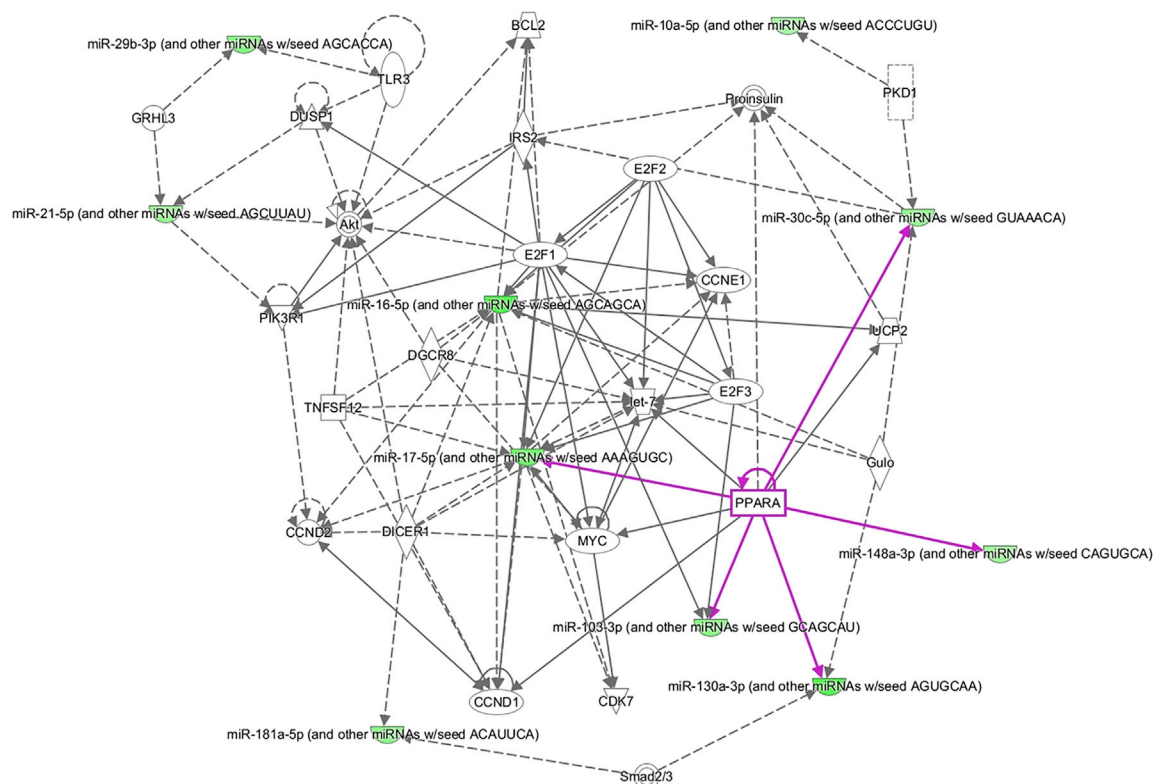 BCL2
miR-10a-5p (and other miRNAs w/seed ACCCUGU)
miR-29b-3p (and other miRNAs w/seed AGCACCA)
TLR3
PKD1
Proinsulin
GRHL3
DUSP1
IRS2
E2F2
miR-21-5p (and other miRNAs w/seed AGCUUAU)
Akt
miR-30c-5p (and other miRNAs w/seed GUAAACA)
E2F1
CCNE1
miR-16-5p (and other miRNAs w/seed AGCAGCA)
PIK3R1
UCP2
DGCR8
E2F3
let-7
TNFSF12
miR-17-5p (and other miRNAs w/seed AAAGUGC)
Gulo
PPARA
CCND2
DICER1
MYC
miR-148a-3p (and other miRNAs w/seed CAGUGCA)
miR-103-3p (and other miRNAs w/seed GCAGCAU)
miR-130a-3p (and other miRNAs w/seed AGUGCAA)
CCND1
CDK7
miR-181a-5p (and other miRNAs w/seed ACAUUCA)
Smad2/3